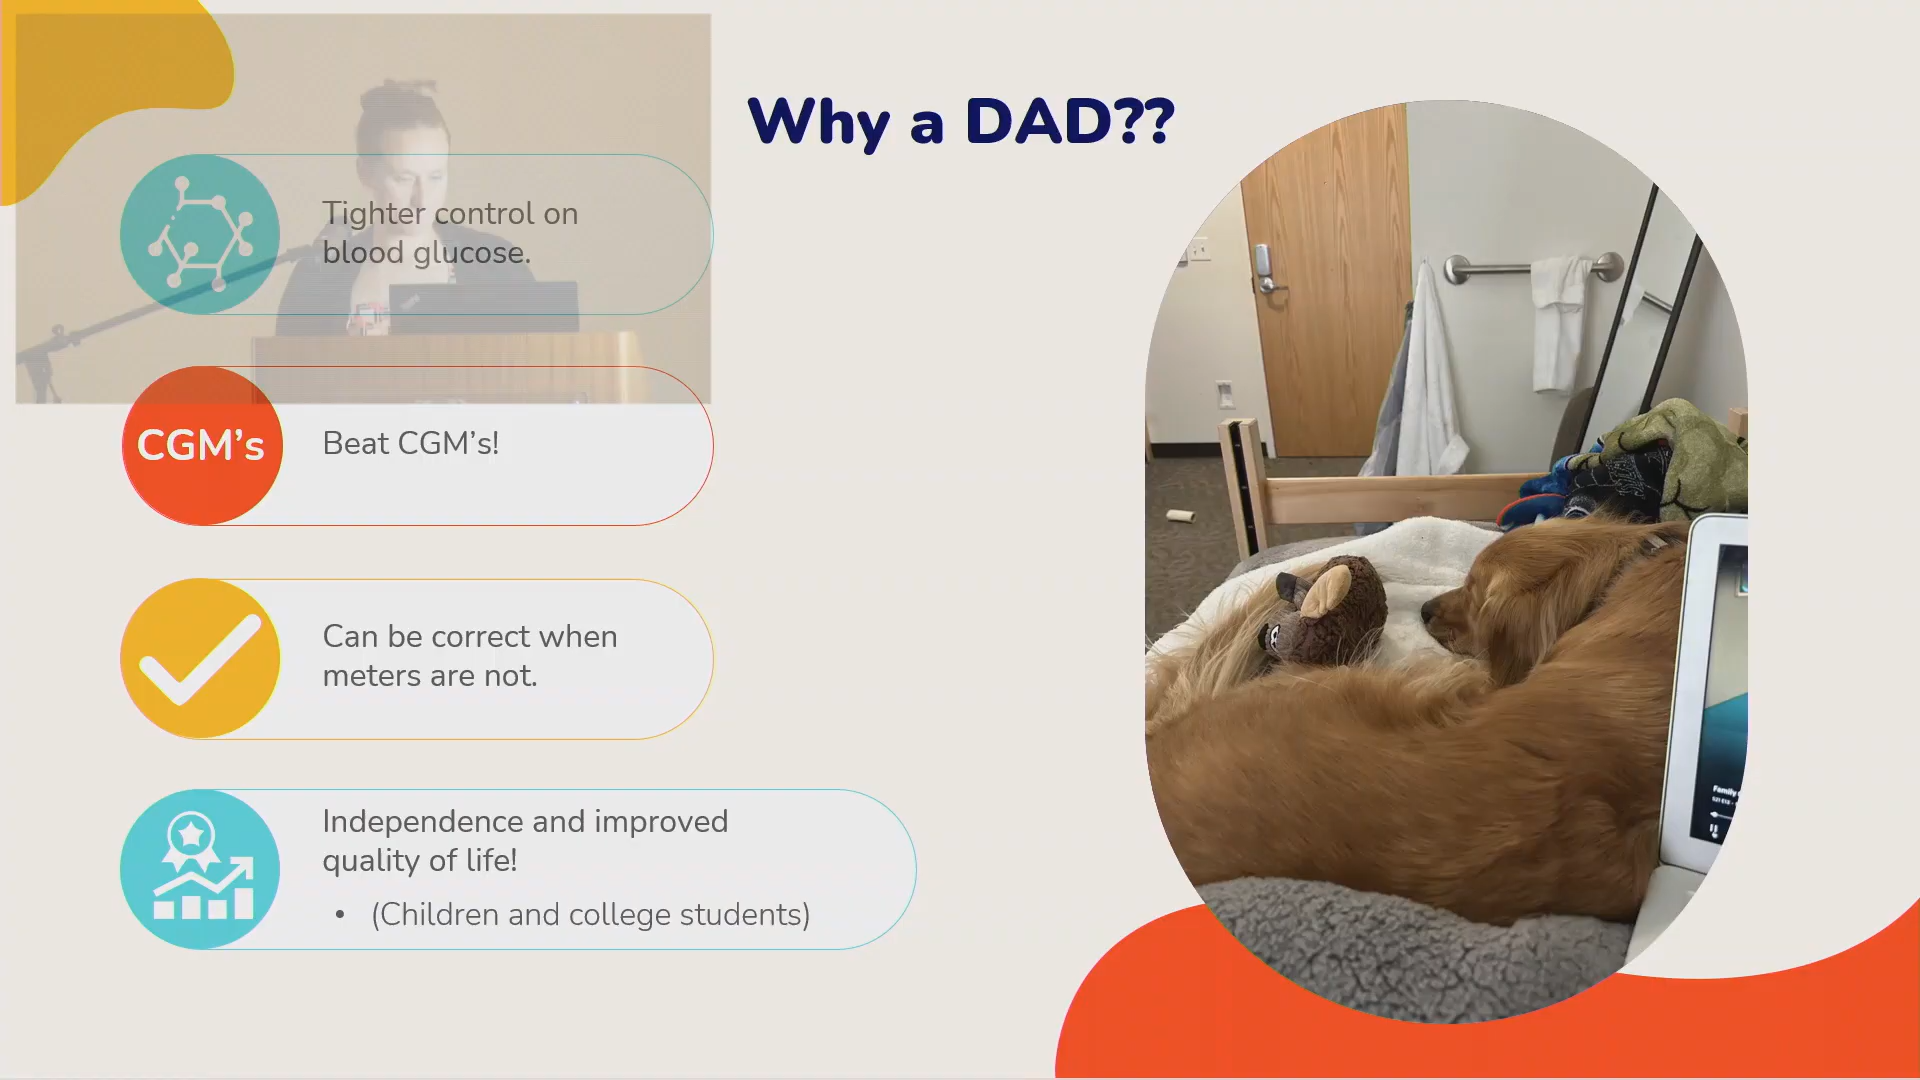 Why a DAD??
Tighter control on
blood glucose.
CGM's
Beat CGM's!
Can be correct when
meters are not.
Independence and improved
quality of life!
• (Children and college students)
Family